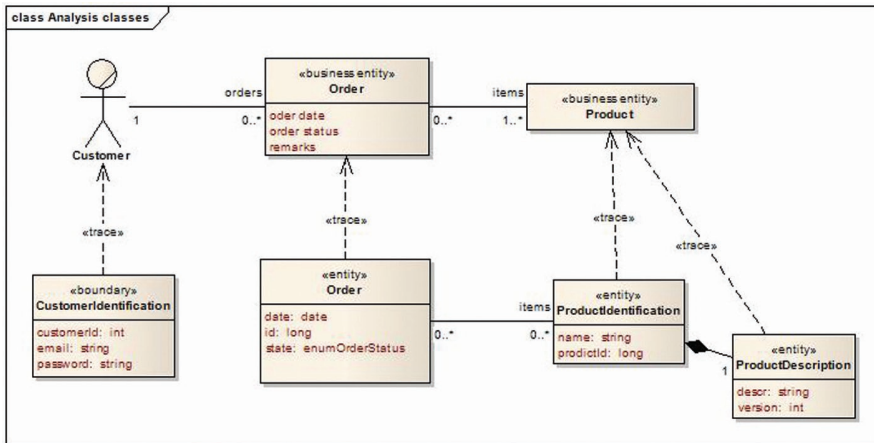 class Analysis classes
«business entity»
Order
oder date
order status
remarks
orders
1
0..*
items
0..*
1..*
«business entity»
Product
Customer
«trace»
«trace»
«trace»
«trace»
«boundary»
CustomerIdentification
customerId: int
email: string
password: string
«entity»
Order
date: date
id: long
state: enumOrderStatus
items
0..*
0..*
«entity»
ProductIdentification
name: string
prodictId: long
1
«entity»
ProductDescription
descr: string
version: int